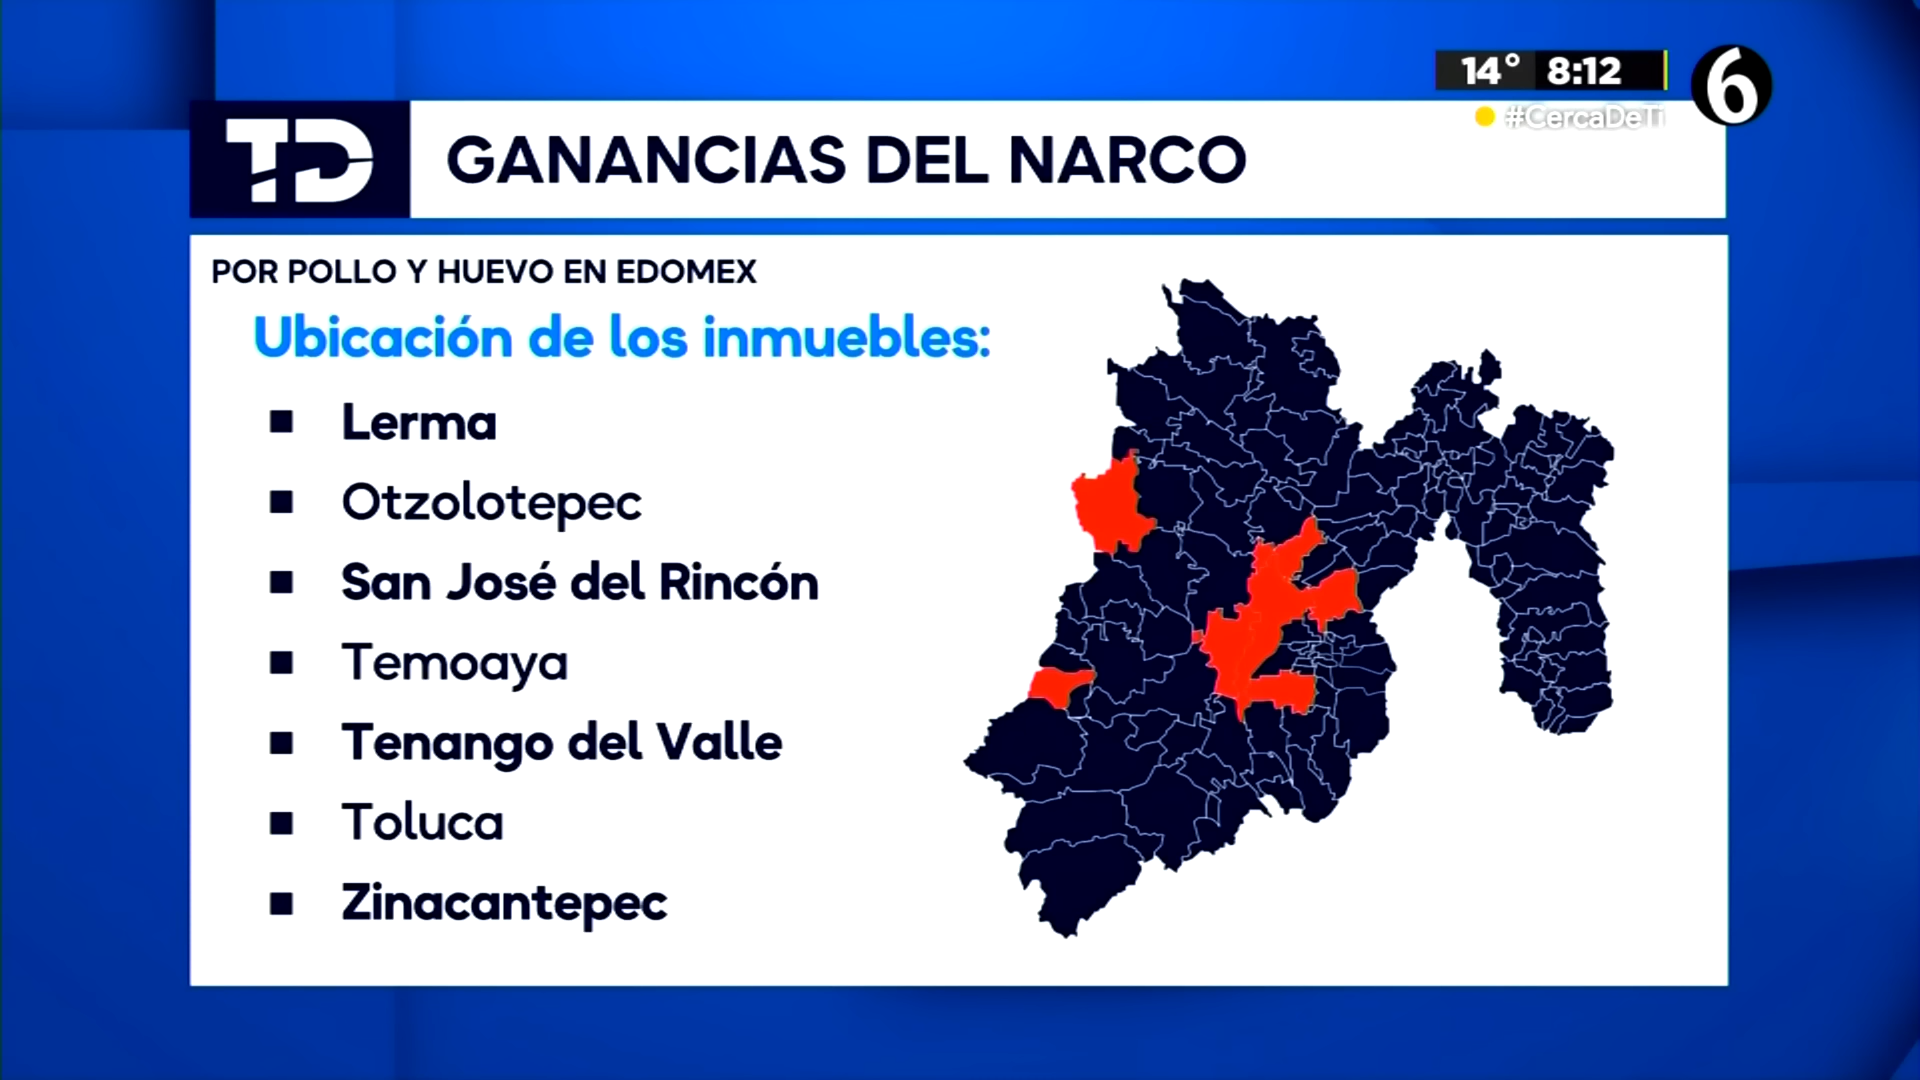 14° 8:12
6
#CercaDeTi
TD
GANANCIAS DEL NARCO
POR POLLO Y HUEVO EN EDOMEX
Ubicación de los inmuebles:
Lerma
Otzolotepec
San José del Rincón
Temoaya
Tenango del Valle
Toluca
Zinacantepec